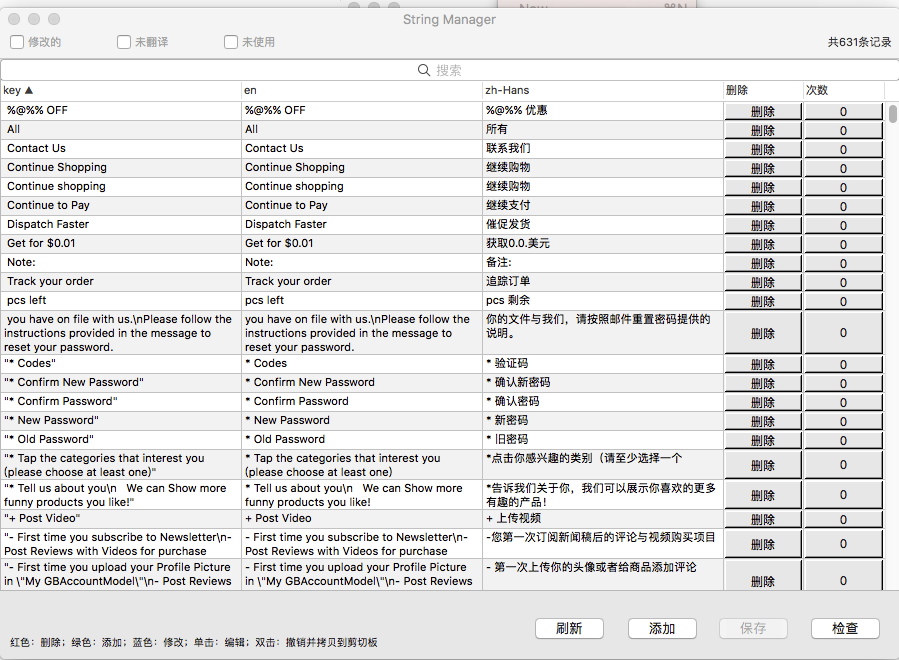 String Manager
修改的 未翻译 未使用 共631条记录
搜索
key ▲ en zh-Hans 删除 次数
%@%% OFF %@%% OFF %@%% 优惠 删除 0
All All 所有 删除 0
Contact Us Contact Us 联系我们 删除 0
Continue Shopping Continue Shopping 继续购物 删除 0
Continue shopping Continue shopping 继续购物 删除 0
Continue to Pay Continue to Pay 继续支付 删除 0
Dispatch Faster Dispatch Faster 催促发货 删除 0
Get for $0.01 Get for $0.01 获取0.0.美元 删除 0
Note: Note: 备注: 删除 0
Track your order Track your order 追踪订单 删除 0
pcs left pcs left pcs 剩余 删除 0
you have on file with us.\nPlease follow the you have on file with us.\nPlease follow the 你的文件与我们，请按照邮件重置密码提供的
instructions provided in the message to instructions provided in the message to 说明。 删除 0
reset your password. reset your password.
"* Codes" * Codes * 验证码 删除 0
"* Confirm New Password" * Confirm New Password * 确认新密码 删除 0
"* Confirm Password" * Confirm Password * 确认密码 删除 0
"* New Password" * New Password * 新密码 删除 0
"* Old Password" * Old Password * 旧密码 删除 0
"* Tap the categories that interest you * Tap the categories that interest you *点击你感兴趣的类别（请至少选择一个 删除 0
(please choose at least one)" (please choose at least one)
"* Tell us about you\n   We can Show more * Tell us about you\n   We can Show more *告诉我们关于你，我们可以展示你喜欢的更多 删除 0
funny products you like!" funny products you like! 有趣的产品！
"+ Post Video" + Post Video + 上传视频 删除 0
"- First time you subscribe to Newsletter\n- - First time you subscribe to Newsletter\n- -您第一次订阅新闻稿后的评论与视频购买项目 删除 0
Post Reviews with Videos for purchase Post Reviews with Videos for purchase
"- First time you upload your Profile Picture - First time you upload your Profile Picture - 第一次上传你的头像或者给商品添加评论
in \"My GBAccountModel\"\n- Post Reviews in \"My GBAccountModel\"\n- Post Reviews 删除 0
刷新 添加 保存 检查
红色：删除；绿色：添加；蓝色：修改；单击：编辑；双击：撤销并拷贝到剪切板